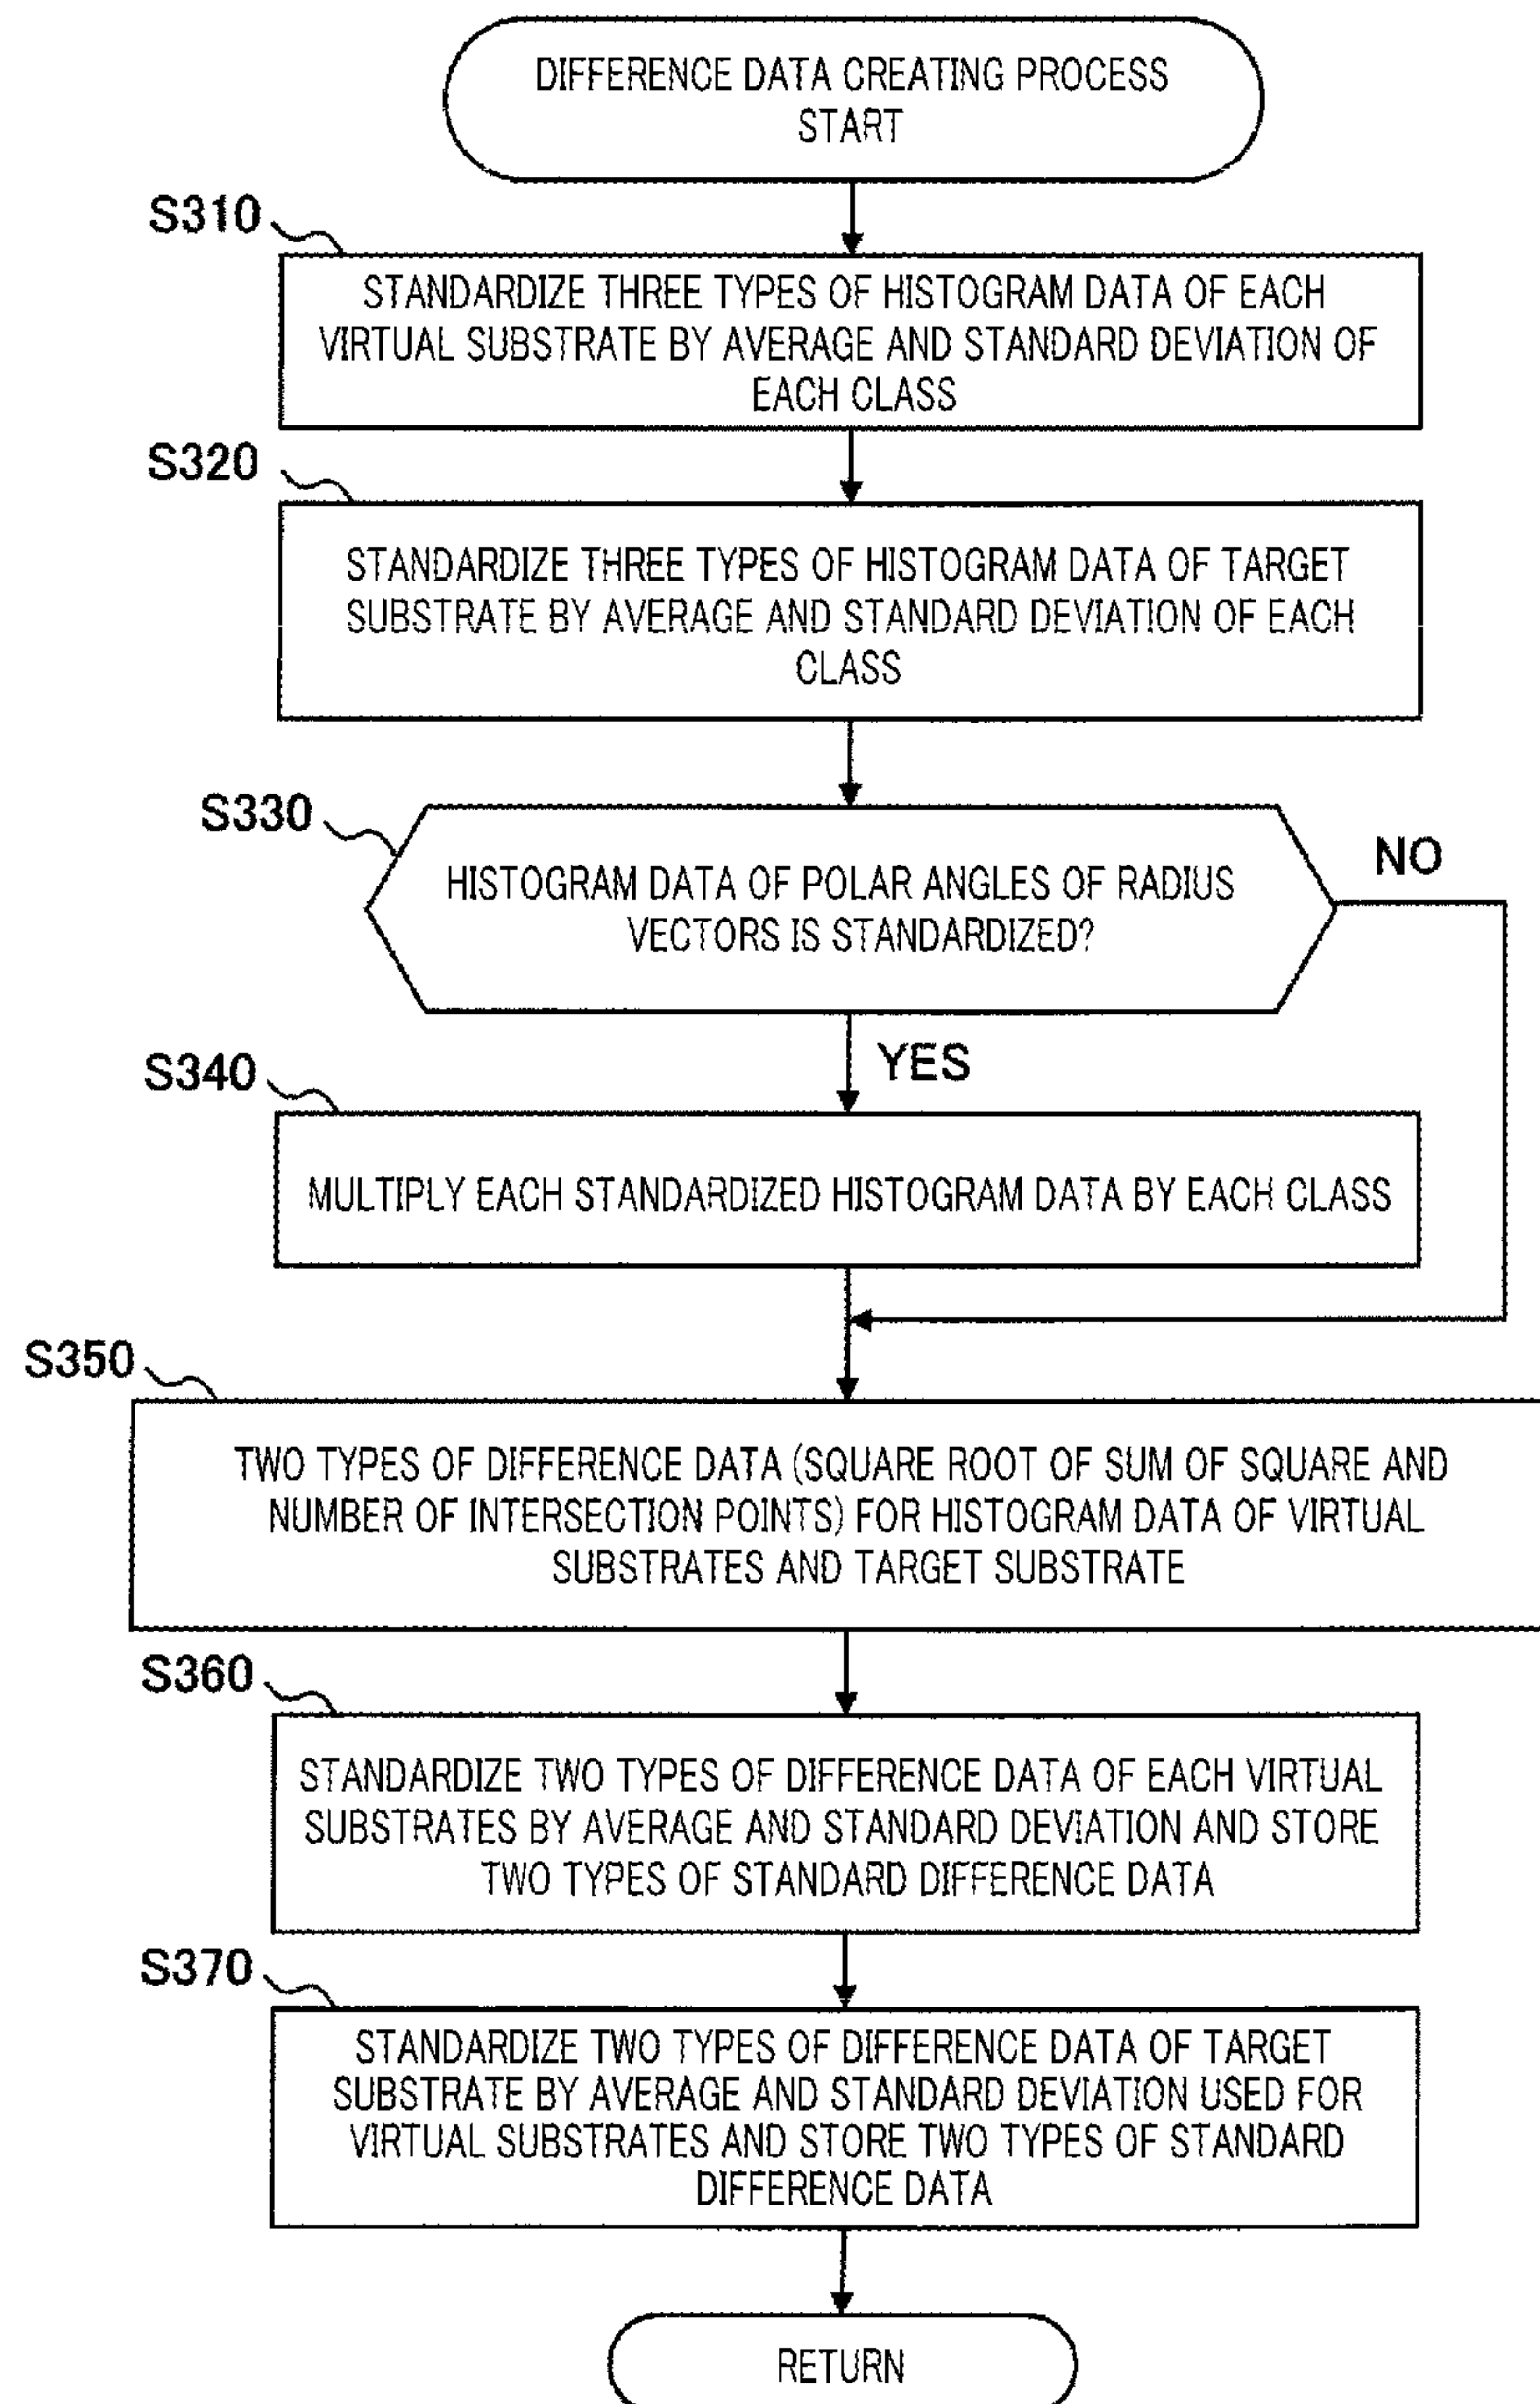 DIFFERENCE DATA CREATING PROCESS
START
S310
STANDARDIZE THREE TYPES OF HISTOGRAM DATA OF EACH
VIRTUAL SUBSTRATE BY AVERAGE AND STANDARD DEVIATION OF
EACH CLASS
S320
STANDARDIZE THREE TYPES OF HISTOGRAM DATA OF TARGET
SUBSTRATE BY AVERAGE AND STANDARD DEVIATION OF EACH
CLASS
S330
HISTOGRAM DATA OF POLAR ANGLES OF RADIUS
VECTORS IS STANDARDIZED?
NO
YES
S340
MULTIPLY EACH STANDARDIZED HISTOGRAM DATA BY EACH CLASS
S350
TWO TYPES OF DIFFERENCE DATA (SQUARE ROOT OF SUM OF SQUARE AND
NUMBER OF INTERSECTION POINTS) FOR HISTOGRAM DATA OF VIRTUAL
SUBSTRATES AND TARGET SUBSTRATE
S360
STANDARDIZE TWO TYPES OF DIFFERENCE DATA OF EACH VIRTUAL
SUBSTRATES BY AVERAGE AND STANDARD DEVIATION AND STORE
TWO TYPES OF STANDARD DIFFERENCE DATA
S370
STANDARDIZE TWO TYPES OF DIFFERENCE DATA OF TARGET
SUBSTRATE BY AVERAGE AND STANDARD DEVIATION USED FOR
VIRTUAL SUBSTRATES AND STORE TWO TYPES OF STANDARD
DIFFERENCE DATA
RETURN